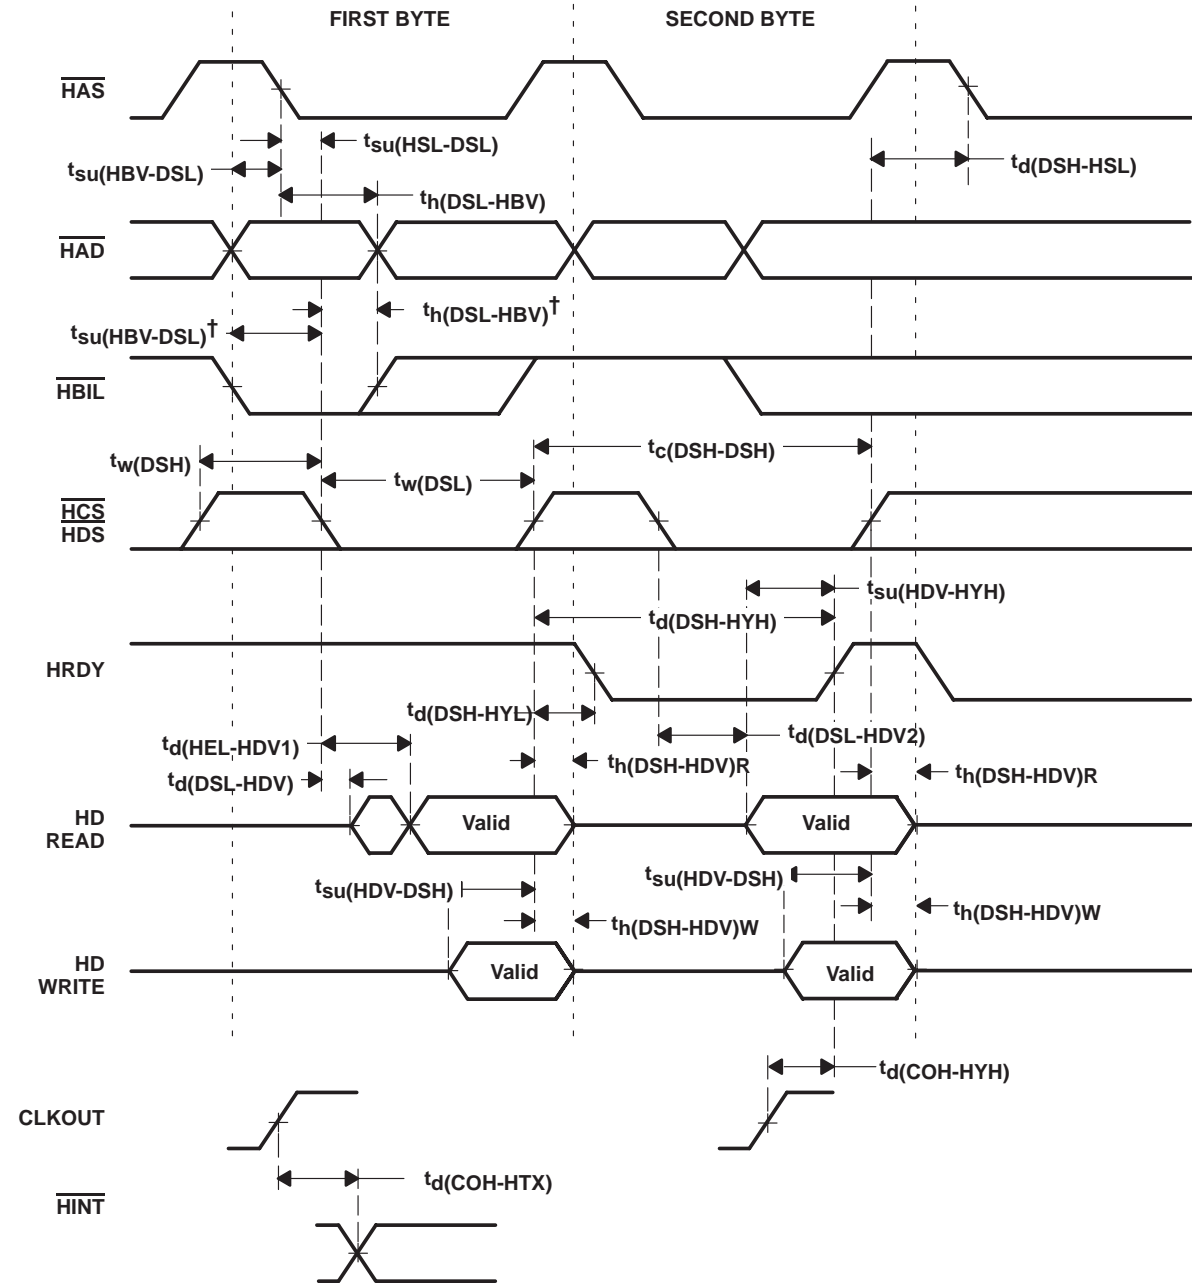 FIRST BYTE SECOND BYTE
HAS
tsu(HSL-DSL)
tsu(HBV-DSL)
td(DSH-HSL)
th(DSL-HBV)
HAD
th(DSL-HBV)†
tsu(HBV-DSL)†
HBIL
tc(DSH-DSH)
tw(DSH)
tw(DSL)
HCS
HDS
tsu(HDV-HYH)
td(DSH-HYH)
HRDY
td(DSH-HYL)
td(HEL-HDV1)
td(DSL-HDV2)
th(DSH-HDV)R
th(DSH-HDV)R
td(DSL-HDV)
HD
READ
Valid
Valid
tsu(HDV-DSH)
tsu(HDV-DSH)
th(DSH-HDV)W
th(DSH-HDV)W
HD
WRITE
Valid
Valid
td(COH-HYH)
CLKOUT
td(COH-HTX)
HINT